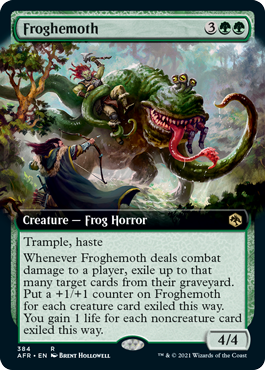 Froghemoth 3
Creature — Frog Horror
Trample, haste
Whenever Froghemoth deals combat
damage to a player, exile up to that
many target cards from their graveyard.
Put a +1/+1 counter on Froghemoth
for each creature card exiled this way.
You gain 1 life for each noncreature card
exiled this way.
4/4
384 R
AFR • EN Brent Hollowell
™ & © 2021 Wizards of the Coast